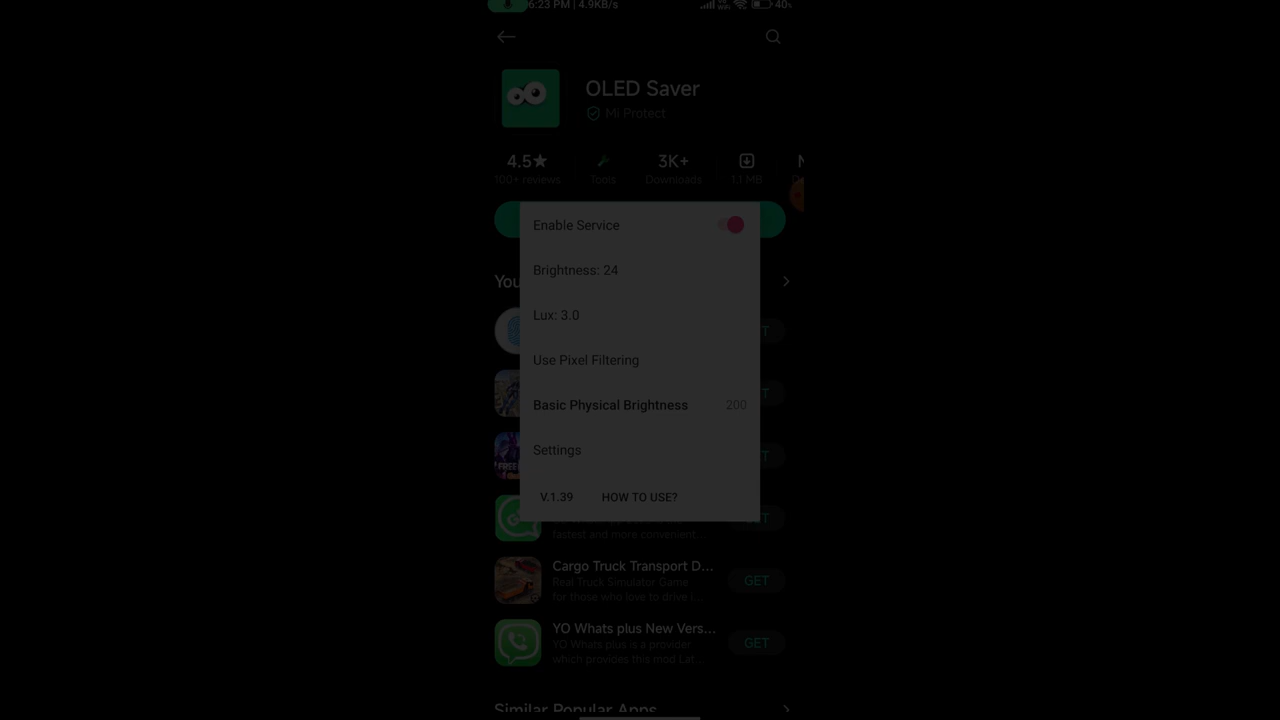 6:23 PM | 4.9KB/s
40%
OLED Saver
Mi Protect
4.5★ 3K+
100+ reviews Tools Downloads 1.1 MB
Enable Service
Brightness: 24
You
Lux: 3.0
Use Pixel Filtering
Basic Physical Brightness 200
Settings
V.1.39 HOW TO USE?
fastest and more convenient...
Cargo Truck Transport D...
Real Truck Simulator Game
for those who love to drive i...
GET
YO Whats plus New Vers...
YO Whats plus is a provider
which provides this mod Lat...
GET
Similar Popular Apps